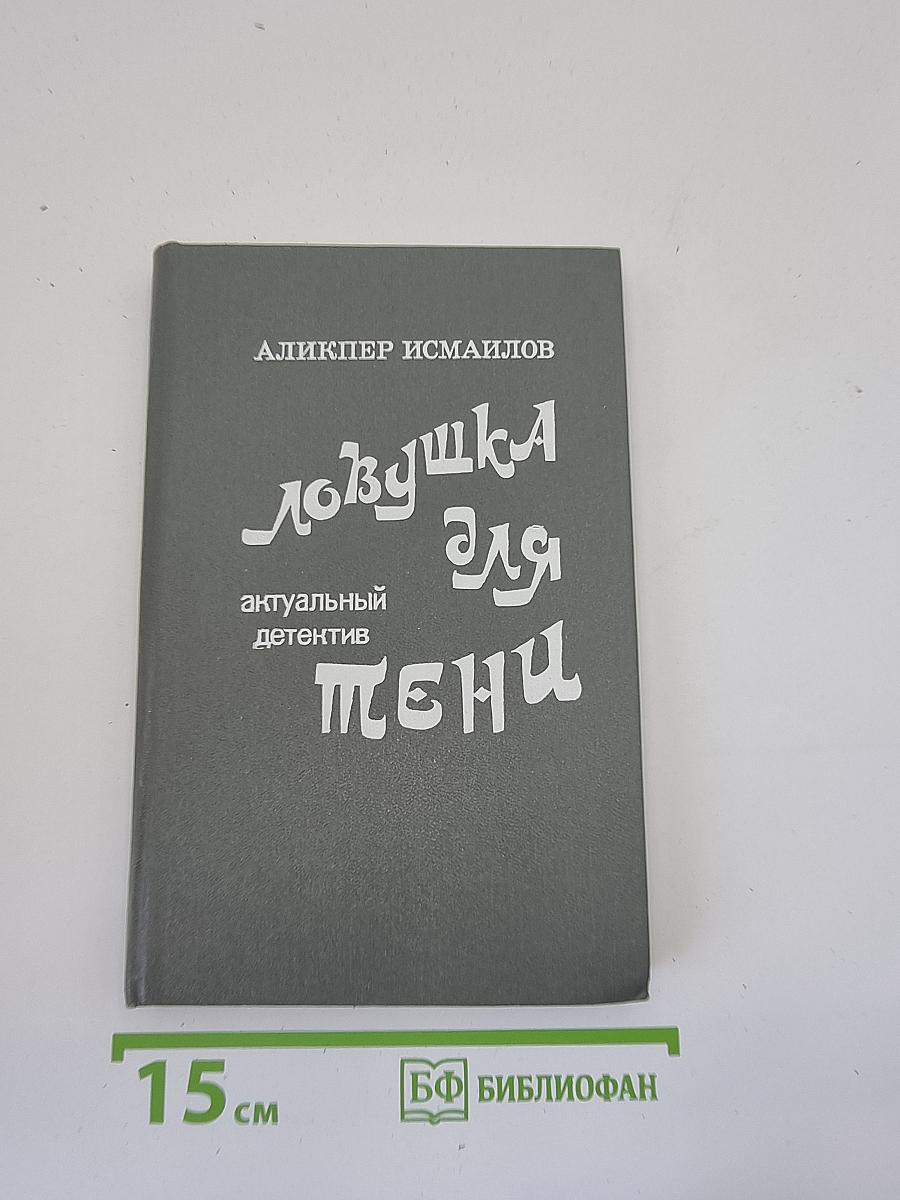 АЛИКПЕР ИСМАИЛОВ
ЛОВУШКА
ДЛЯ
актуальный
детектив
ТЕНИ
15 см
БФ БИБЛИОФАН